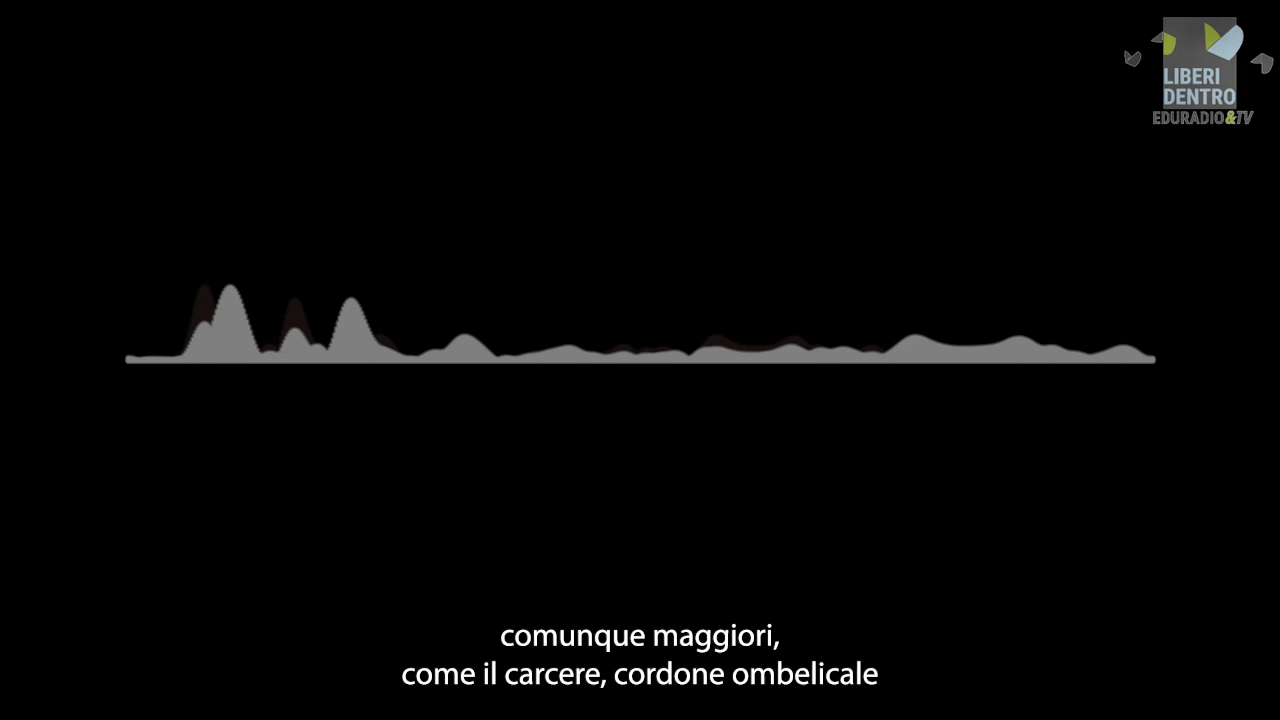 LIBERI
DENTRO
EDURADIO&TV
comunque maggiori,
come il carcere, cordone ombelicale